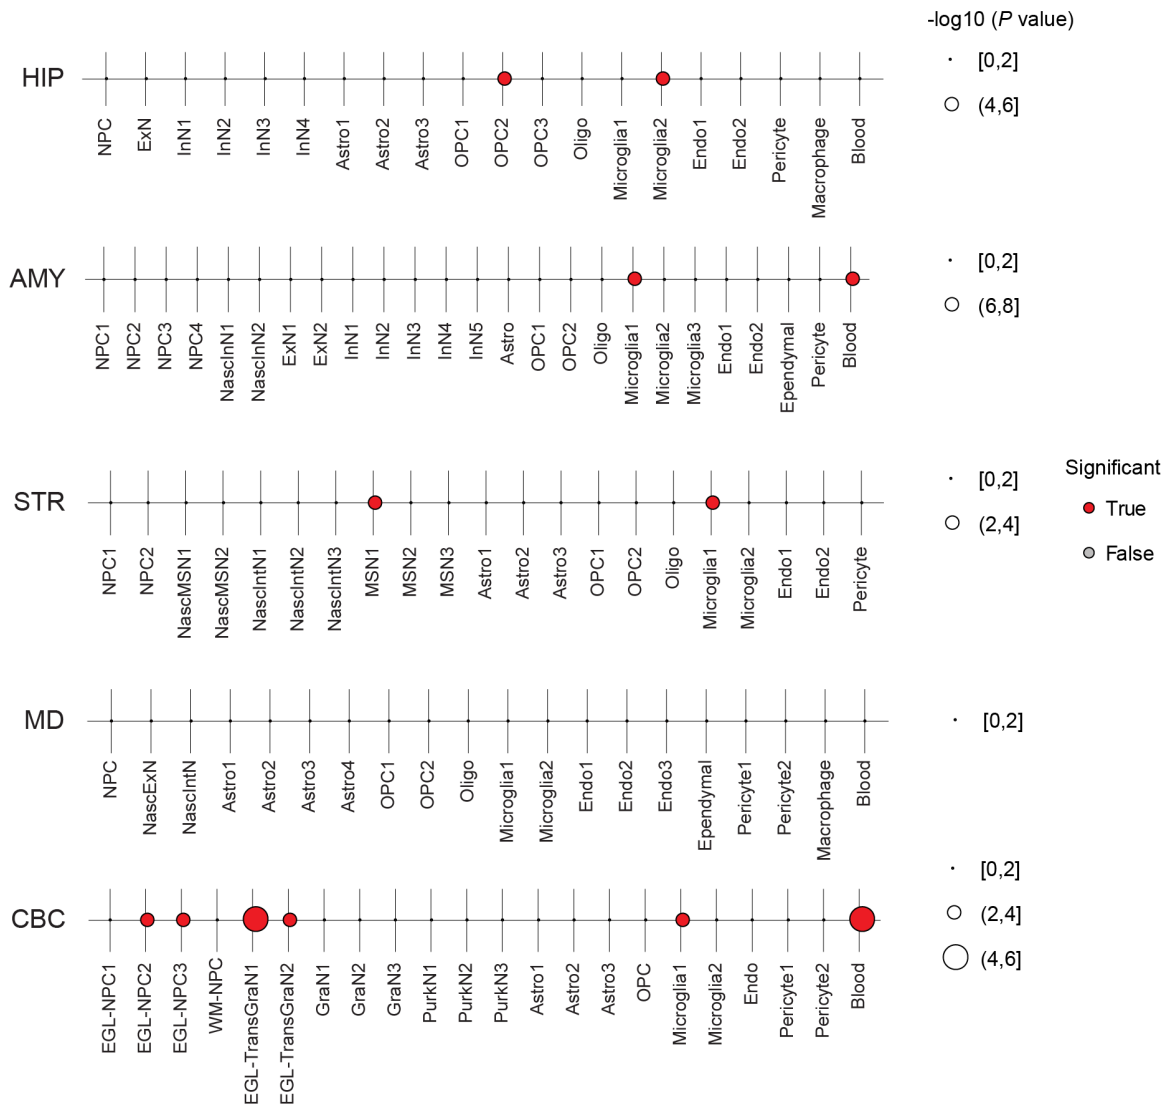 -log10 (P value)
HIP
[0,2]
(4,6]
NPC
ExN
InN1
InN2
InN3
InN4
Astro1
Astro2
Astro3
OPC1
OPC2
OPC3
Oligo
Microglia1
Microglia2
Endo1
Endo2
Pericyte
Macrophage
Blood
AMY
[0,2]
(6,8]
NPC1
NPC2
NPC3
NPC4
NascInN1
NascInN2
ExN1
ExN2
InN1
InN2
InN3
InN4
InN5
Astro
OPC1
OPC2
Oligo
Microglia1
Microglia2
Microglia3
Endo1
Endo2
Ependymal
Pericyte
Blood
STR
[0,2]
(2,4]
Significant
True
False
NPC1
NPC2
NascMSN1
NascMSN2
NascIntN1
NascIntN2
NascIntN3
MSN1
MSN2
MSN3
Astro1
Astro2
Astro3
OPC1
OPC2
Oligo
Microglia1
Microglia2
Endo1
Endo2
Pericyte
MD
[0,2]
NPC
NascExN
NascIntN
Astro1
Astro2
Astro3
Astro4
OPC1
OPC2
Oligo
Microglia1
Microglia2
Endo1
Endo2
Endo3
Ependymal
Pericyte1
Pericyte2
Macrophage
Blood
CBC
[0,2]
(2,4]
(4,6]
EGL-NPC1
EGL-NPC2
EGL-NPC3
WM-NPC
EGL-TransGraN1
EGL-TransGraN2
GraN1
GraN2
GraN3
PurkN1
PurkN2
PurkN3
Astro1
Astro2
Astro3
OPC
Microglia1
Microglia2
Endo
Pericyte1
Pericyte2
Blood